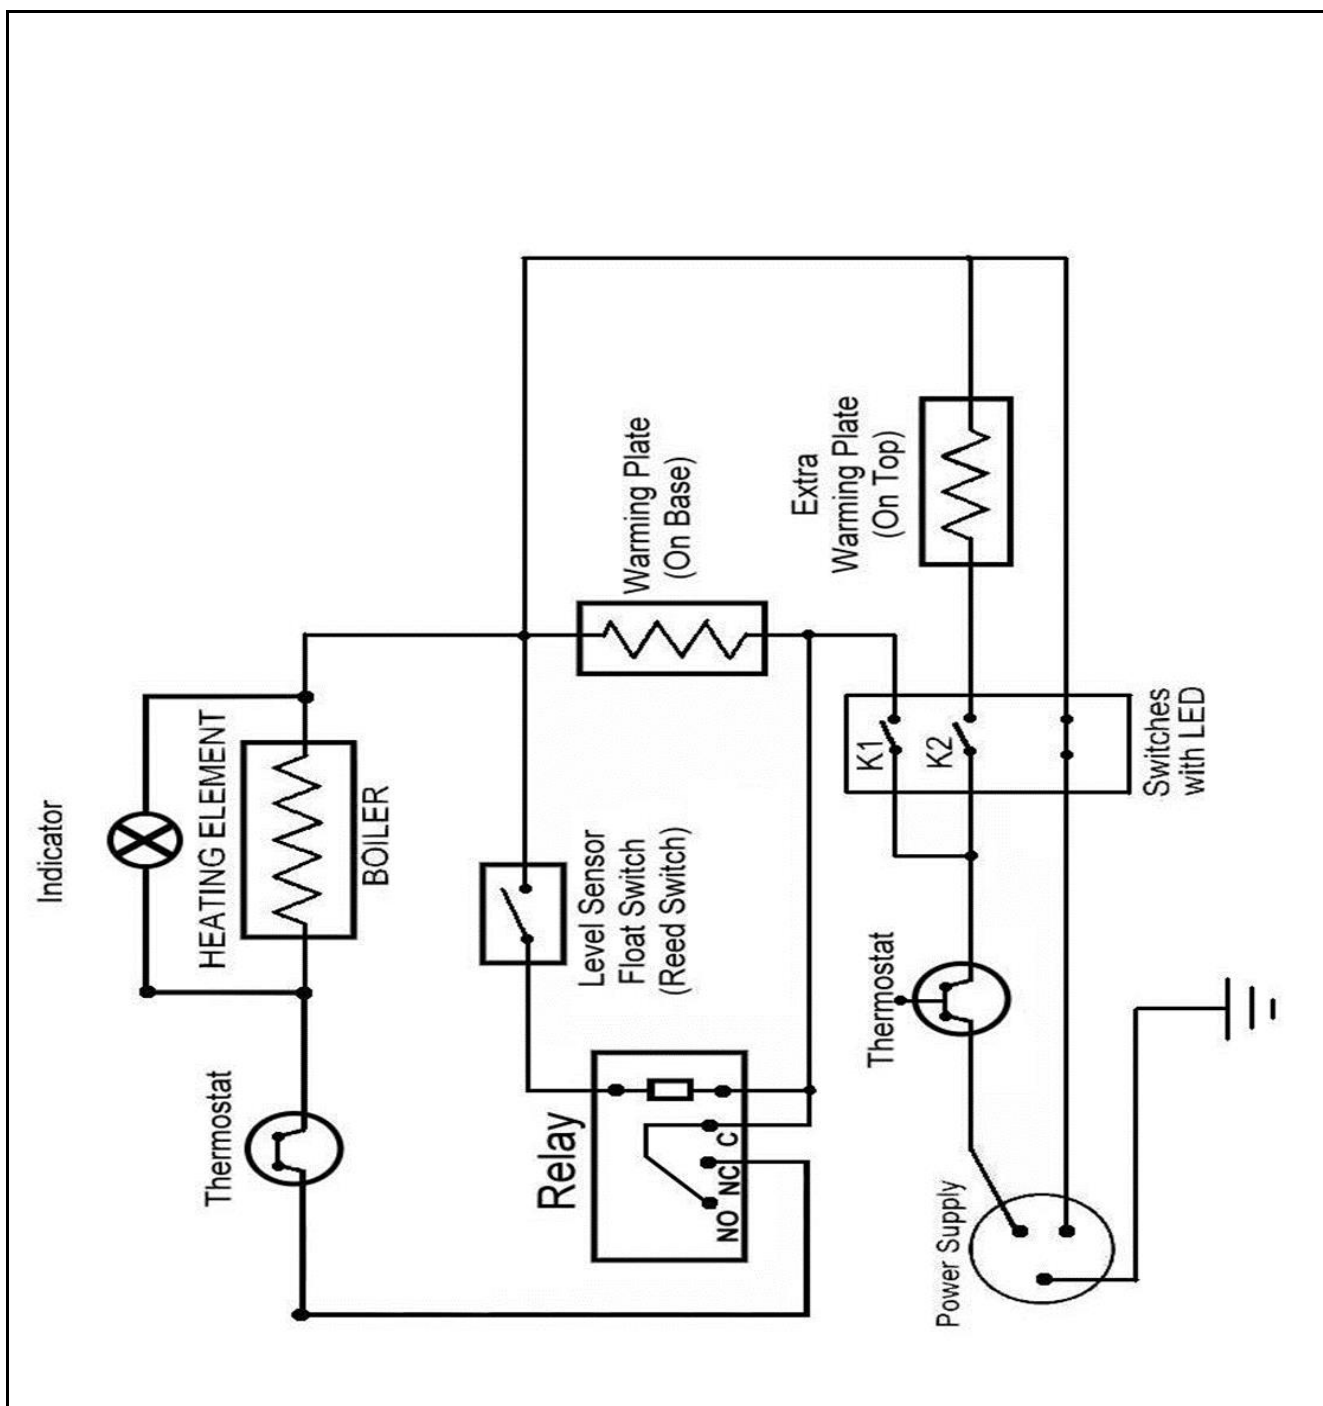 Indicator
HEATING ELEMENT
BOILER
Thermostat
Level Sensor
Float Switch
(Reed Switch)
Relay
NO NC C
Warming Plate
(On Base)
Extra
Warming Plate
(On Top)
K1
K2
Switches
with LED
Thermostat
Power Supply